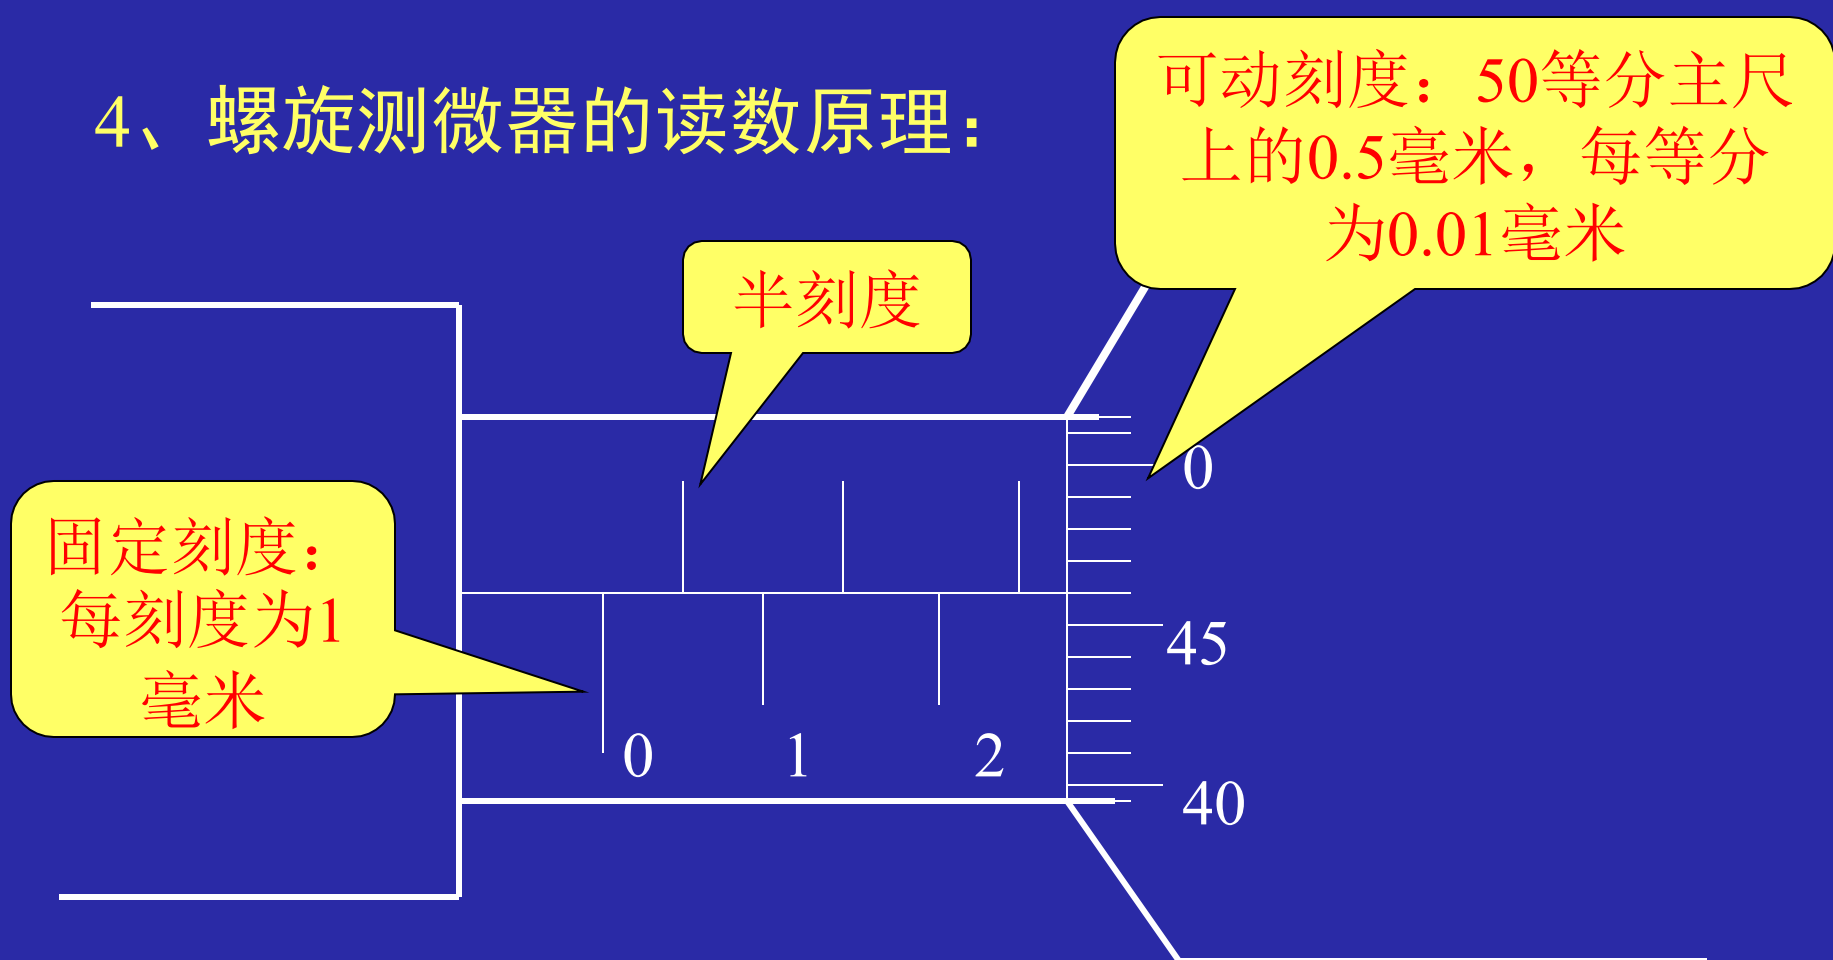 4、螺旋测微器的读数原理：
可动刻度：50等分主尺
上的0.5毫米，每等分
为0.01毫米
半刻度
固定刻度：
每刻度为1
毫米
0
45
40
0
1
2